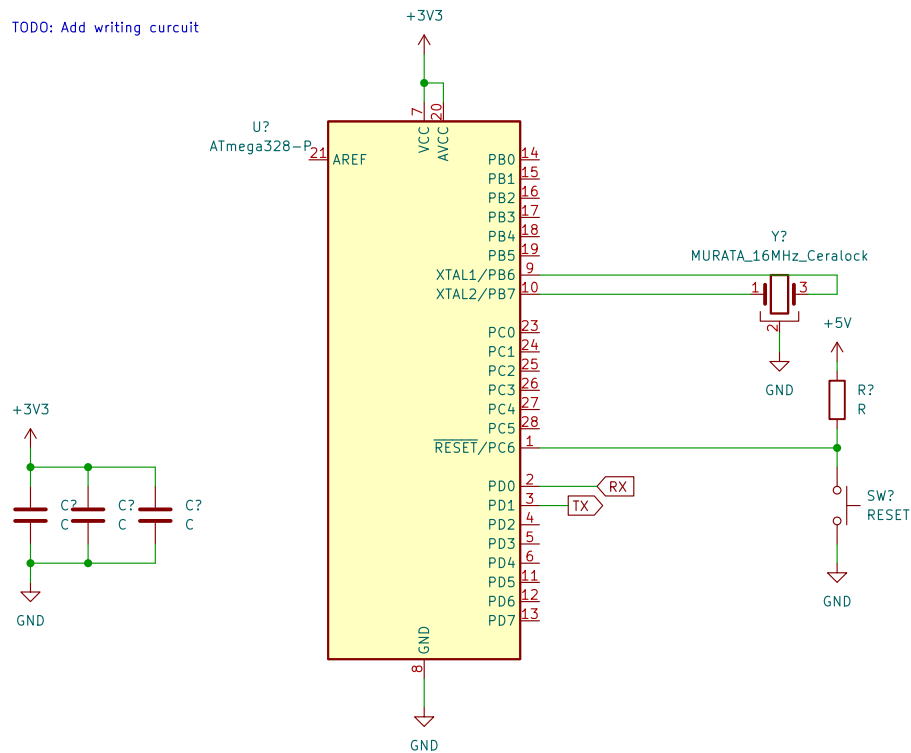 TODO: Add writing curcuit
+3V3
U?
ATmega328-P
7
20
VCC
AVCC
21
AREF
PB0
14
PB1
15
PB2
16
PB3
17
PB4
18
PB5
19
XTAL1/PB6
9
XTAL2/PB7
10
PC0
23
PC1
24
PC2
25
PC3
26
PC4
27
PC5
28
RESET/PC6
1
PD0
2
RX
PD1
3
TX
PD2
4
PD3
5
PD4
6
PD5
11
PD6
12
PD7
13
GND
8
GND
Y?
MURATA_16MHz_Ceralock
1
3
2
GND
+5V
R?
R
SW?
RESET
GND
+3V3
C?
C
C?
C
C?
C
GND